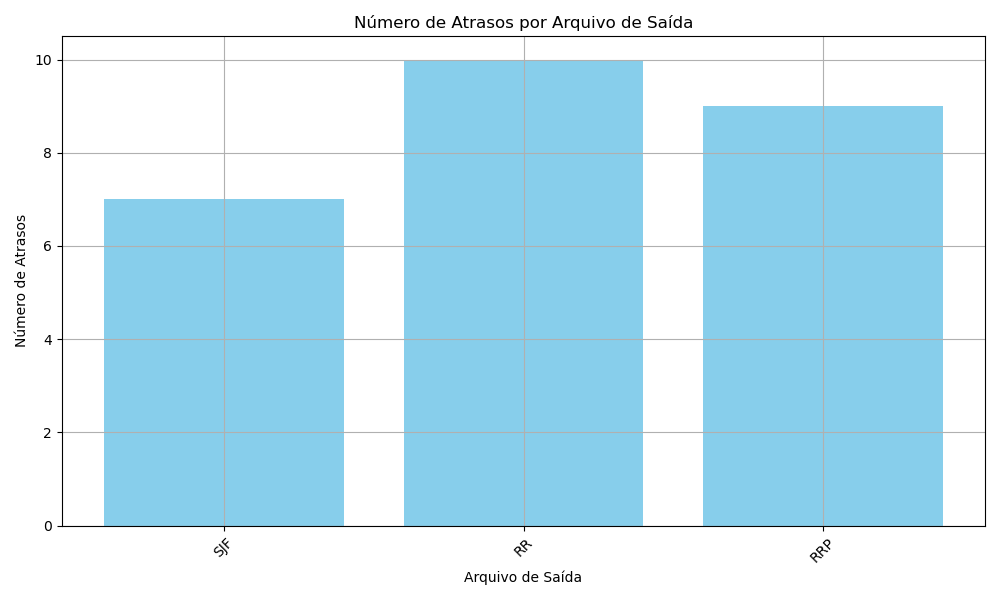 Número de Atrasos por Arquivo de Saída
Número de Atrasos
10
8
6
4
2
0
SJF
RR
RRP
Arquivo de Saída